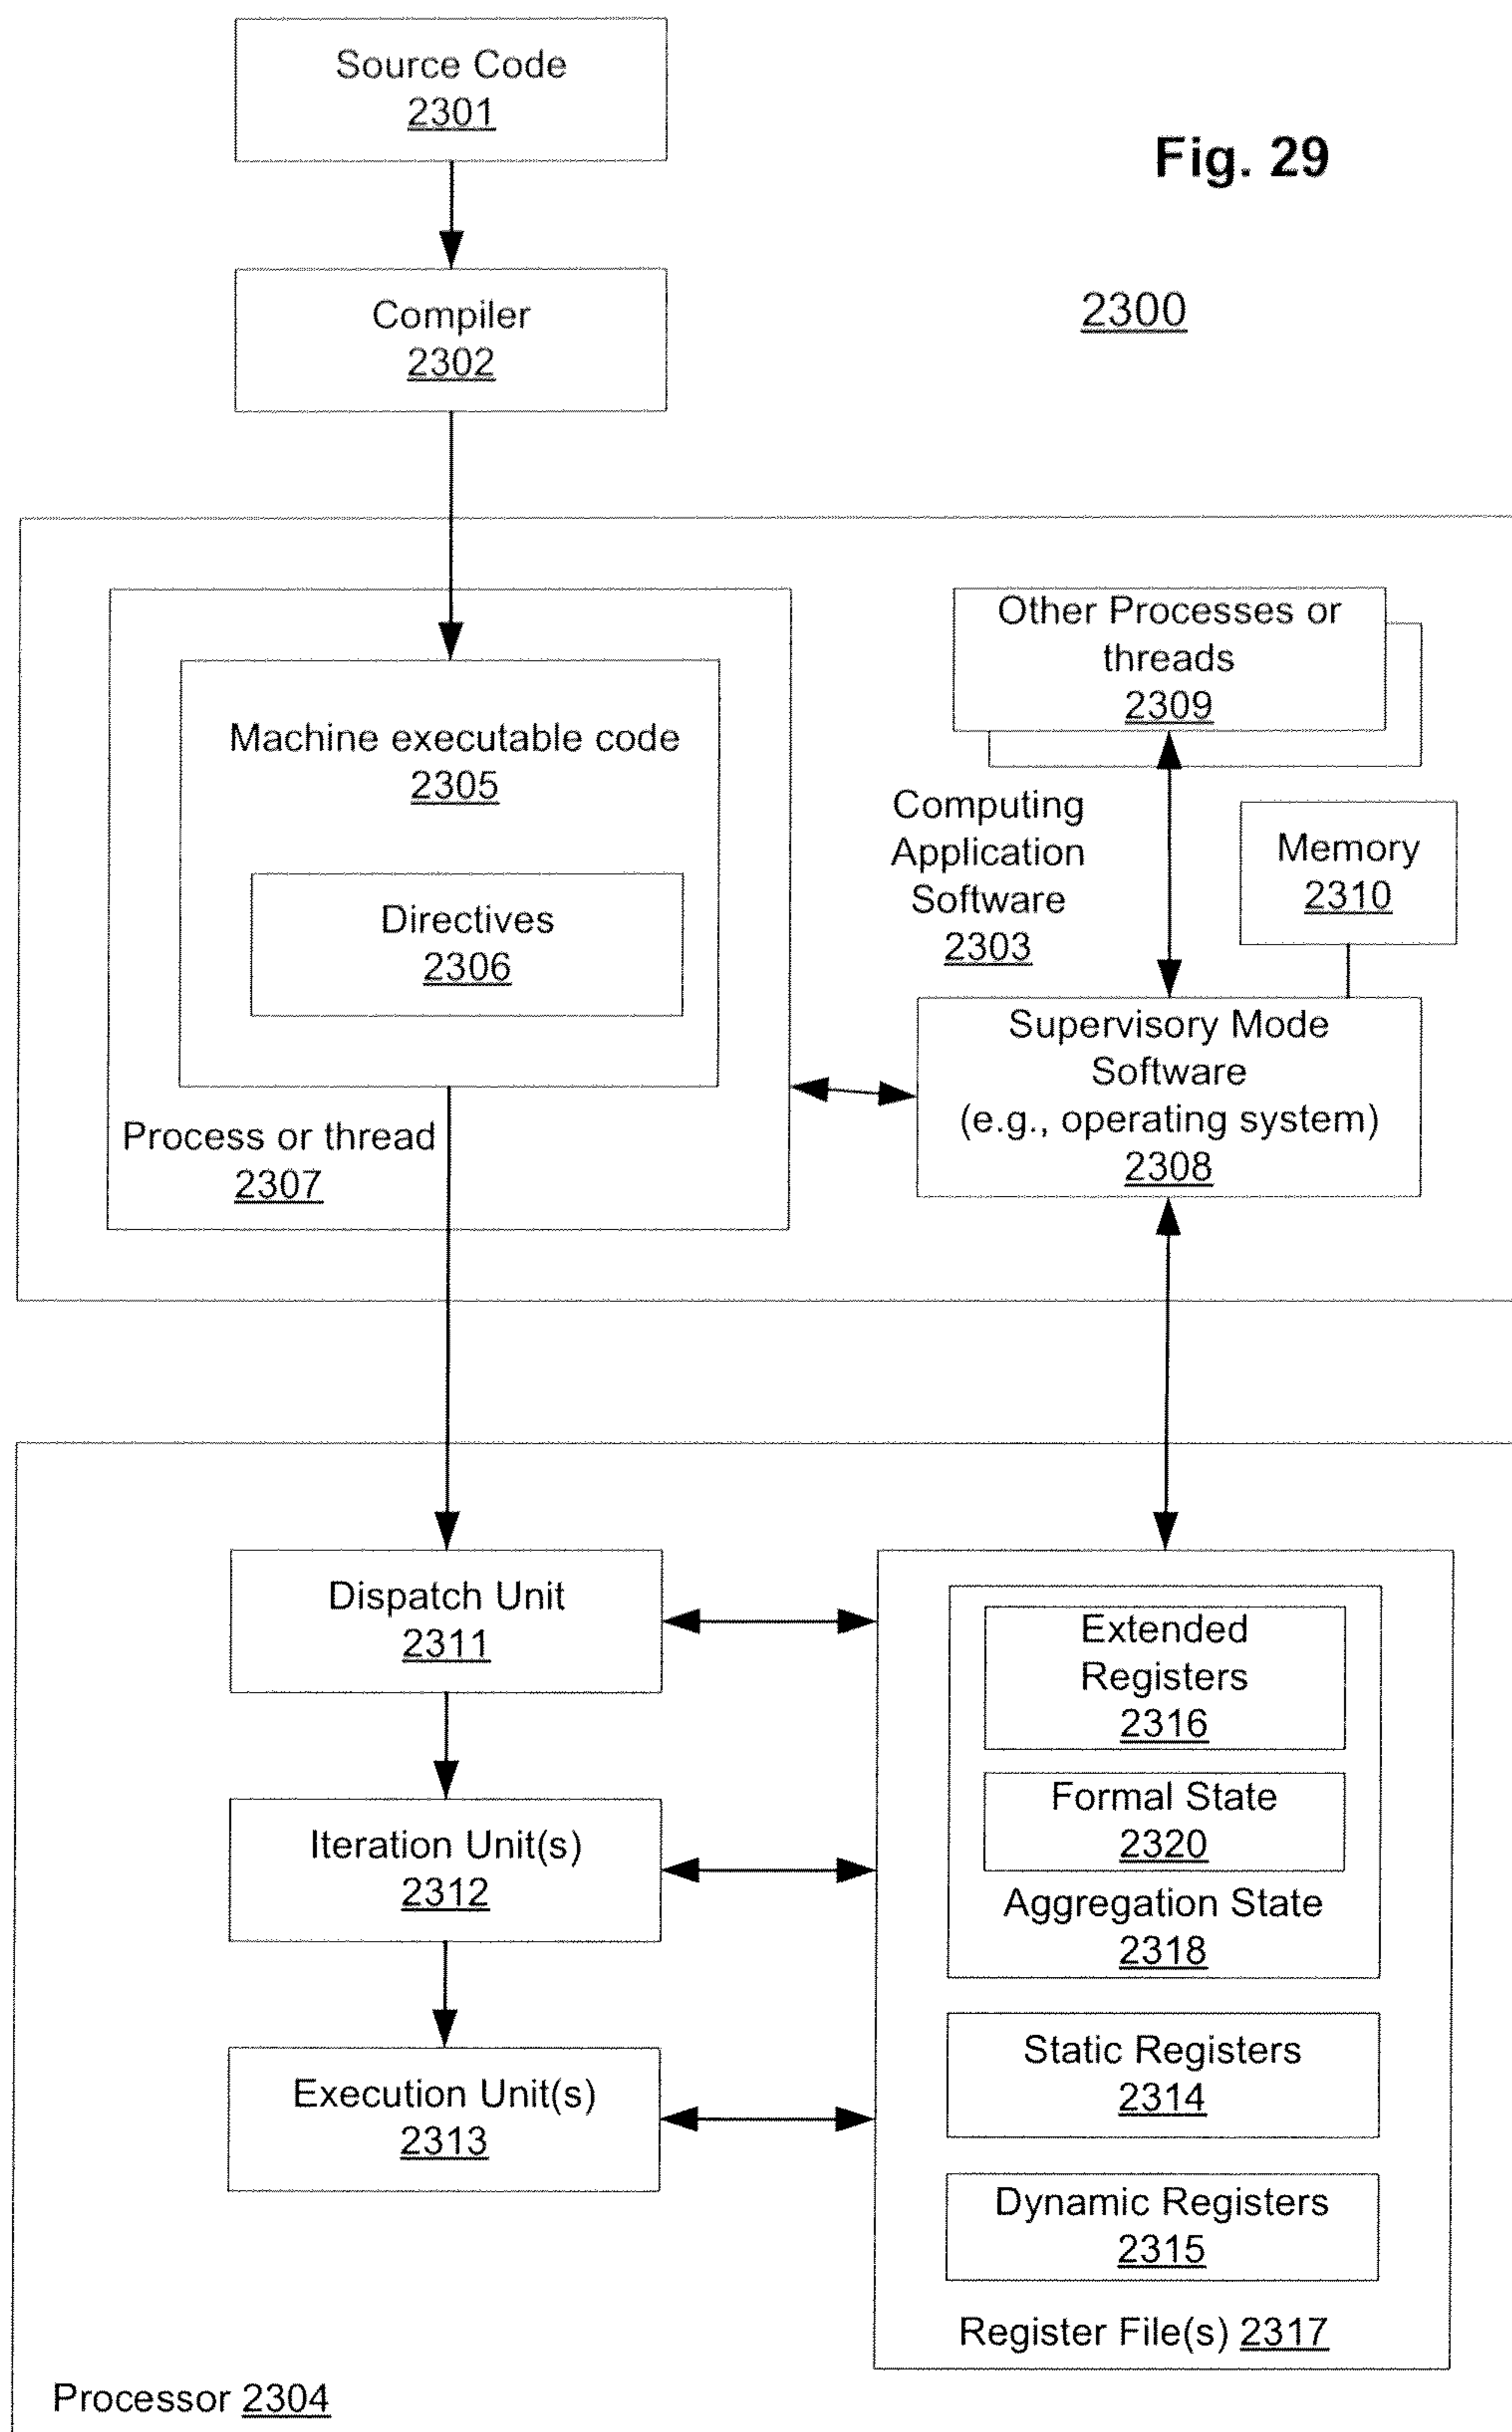 Source Code
2301
Fig. 29
Compiler
2302
2300
Machine executable code
2305
Directives
2306
Process or thread
2307
Other Processes or
threads
2309
Computing
Application
Software
2303
Memory
2310
Supervisory Mode
Software
(e.g., operating system)
2308
Dispatch Unit
2311
Iteration Unit(s)
2312
Execution Unit(s)
2313
Extended
Registers
2316
Formal State
2320
Aggregation State
2318
Static Registers
2314
Dynamic Registers
2315
Register File(s) 2317
Processor 2304